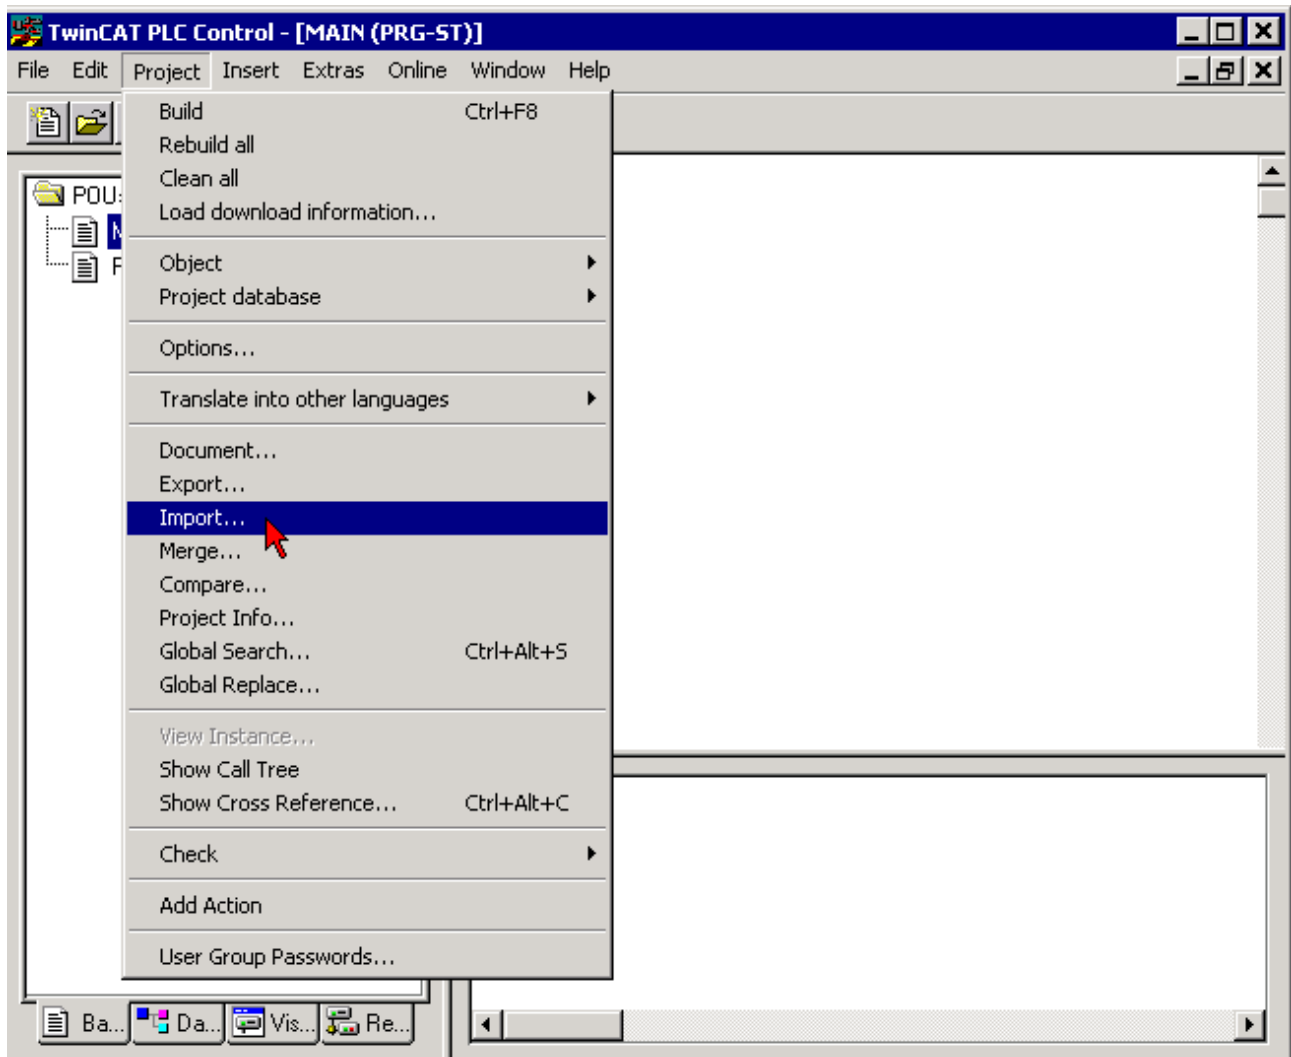 TwinCAT PLC Control - [MAIN (PRG-ST)]
File Edit Project Insert Extras Online Window Help
Build Ctrl+F8
Rebuild all
Clean all
Load download information...
POU
Object
Project database
Options...
Translate into other languages
Document...
Export...
Import...
Merge...
Compare...
Project Info...
Global Search... Ctrl+Alt+S
Global Replace...
View Instance...
Show Call Tree
Show Cross Reference... Ctrl+Alt+C
Check
Add Action
User Group Passwords...
Ba... Da... Vis... Re...